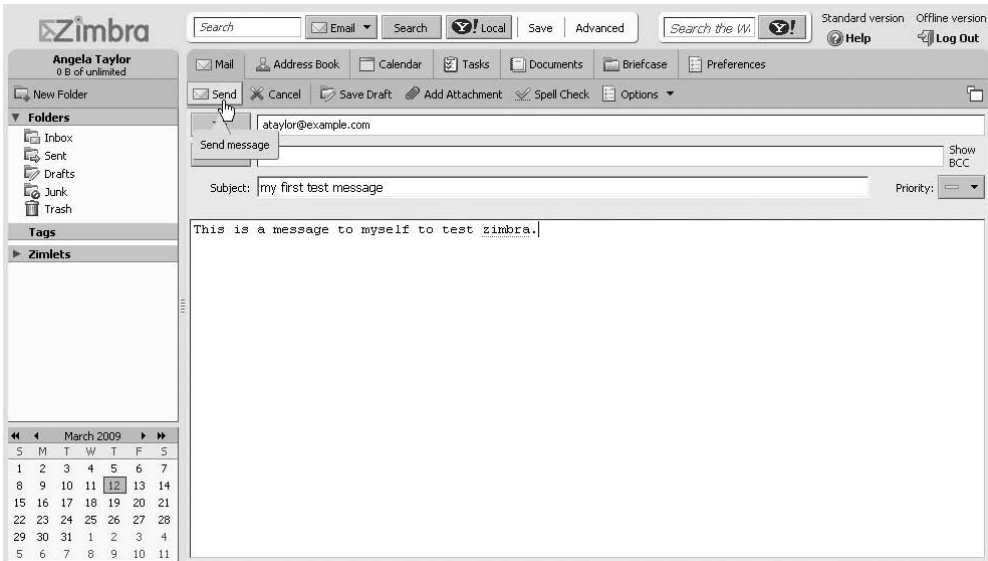 Zimbra
Search Email Search Y! Local Save Advanced Search the W Y! Standard version Offline version
Help Log Out
Angela Taylor
0 B of unlimited
Mail Address Book Calendar Tasks Documents Briefcase Preferences
New Folder
Send Cancel Save Draft Add Attachment Spell Check Options
Folders
Inbox
Sent
Drafts
Junk
Trash
Tags
Zimlets
ataylor@example.com
Send message
Show
BCC
Subject: my first test message Priority:
This is a message to myself to test zimbra.
March 2009
S M T W T F S
1 2 3 4 5 6 7
8 9 10 11 12 13 14
15 16 17 18 19 20 21
22 23 24 25 26 27 28
29 30 31 1 2 3 4
5 6 7 8 9 10 11